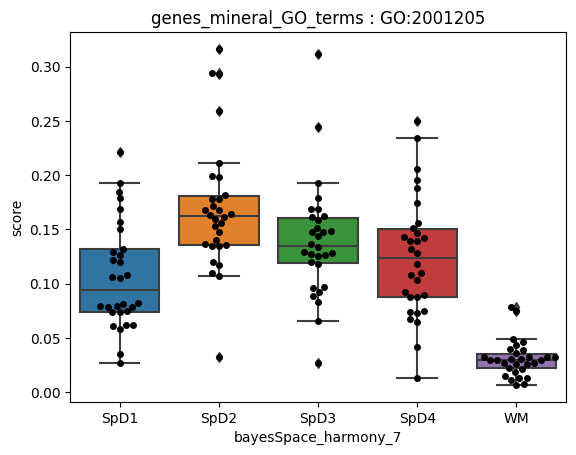 genes_mineral_GO_terms : GO:2001205
score
0.30
0.25
0.20
0.15
0.10
0.05
0.00
SpD1 SpD2 SpD3 SpD4 WM
bayesSpace_harmony_7